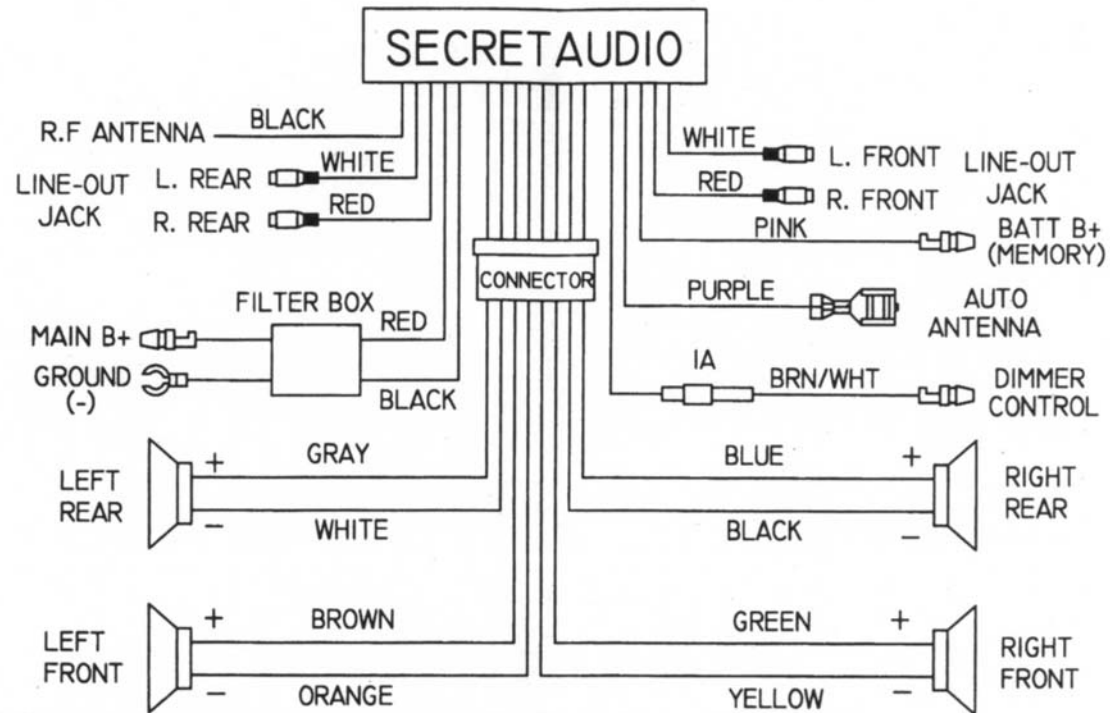 SECRETAUDIO
R.F ANTENNA
BLACK
LINE-OUT
JACK
L. REAR
WHITE
R. REAR
RED
WHITE
L. FRONT
RED
R. FRONT
LINE-OUT
JACK
PINK
BATT B+
(MEMORY)
CONNECTOR
PURPLE
AUTO
ANTENNA
FILTER BOX
MAIN B+
RED
GROUND
(-)
BLACK
1A
BRN/WHT
DIMMER
CONTROL
LEFT
REAR
+
GRAY
-
WHITE
BLUE
+
BLACK
-
RIGHT
REAR
LEFT
FRONT
+
BROWN
-
ORANGE
GREEN
+
YELLOW
-
RIGHT
FRONT